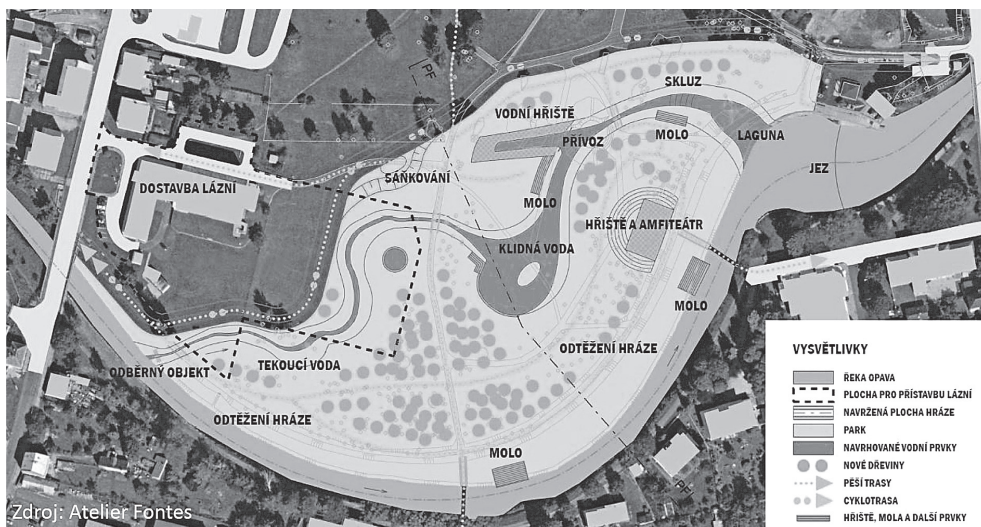 PF
SKLUZ
VODNÍ HŘIŠTĚ
MOLO
PŘÍVOZ
LAGUNA
JEZ
SÁŇKOVÁNÍ
DOSTAVBA LÁZNÍ
MOLO
HŘIŠTĚ A AMFITEÁTR
KLIDNÁ VODA
MOLO
ODTĚŽENÍ HRÁZE
TEKOUCÍ VODA
ODBĚRNÝ OBJEKT
ODTĚŽENÍ HRÁZE
MOLO
PF
Zdroj: Atelier Fontes
VYSVĚTLIVKY
ŘEKA OPAVA
PLOCHA PRO PŘÍSTAVBU LÁZNÍ
NAVRŽENÁ PLOCHA HRÁZE
PARK
NAVRHOVANÉ VODNÍ PRVKY
NOVÉ DŘEVINY
PĚŠÍ TRASY
CYKLOTRASA
HŘIŠTĚ, MOLA A DALŠÍ PRVKY